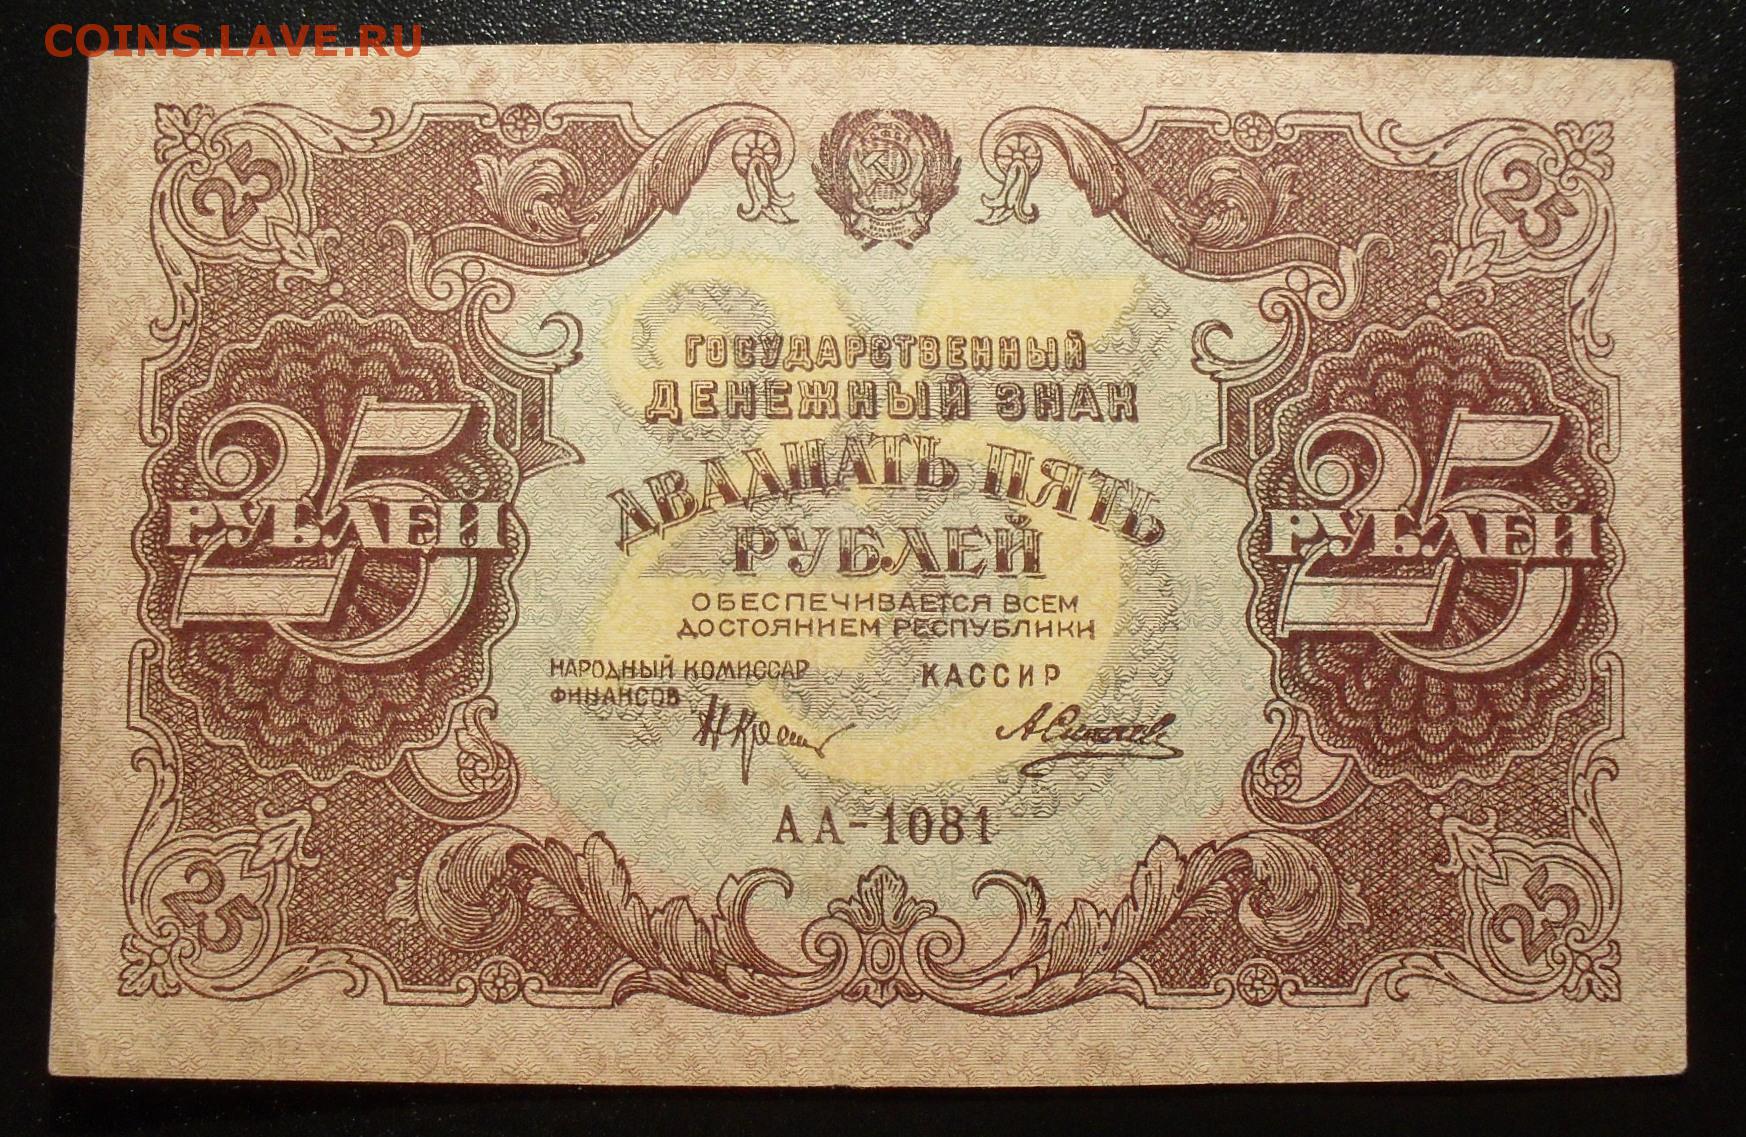 COINS.LAVE.RU
25
25
ГОСУДАРСТВЕННЫЙ
ДЕНЕЖНЫЙ ЗНАК
ДВАДЦАТЬ ПЯТЬ
РУБЛЕЙ
25
РУБЛЕЙ
25
РУБЛЕЙ
ОБЕСПЕЧИВАЕТСЯ ВСЕМ
ДОСТОЯНИЕМ РЕСПУБЛИКИ
НАРОДНЫЙ КОМИССАР
ФИНАНСОВ
КАССИР
АА-1081
25
25